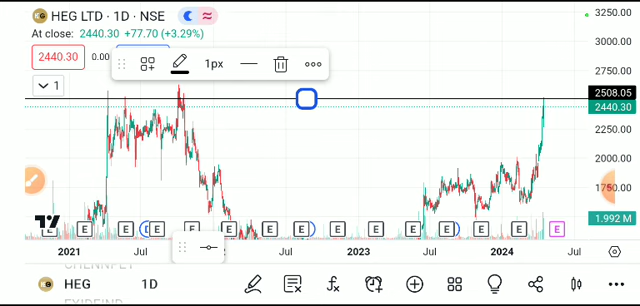 HEG LTD · 1D · NSE
At close: 2440.30 +77.70 (+3.29%)
2440.30 0.00
1px
1
3250.00
3000.00
2750.00
2508.05
2440.30
2250.00
2000.00
1750.00
1.992 M
E E E E E E E E E E E E E E
2021 Jul 2022 Jul 2023 Jul 2024 Jul
HEG 1D